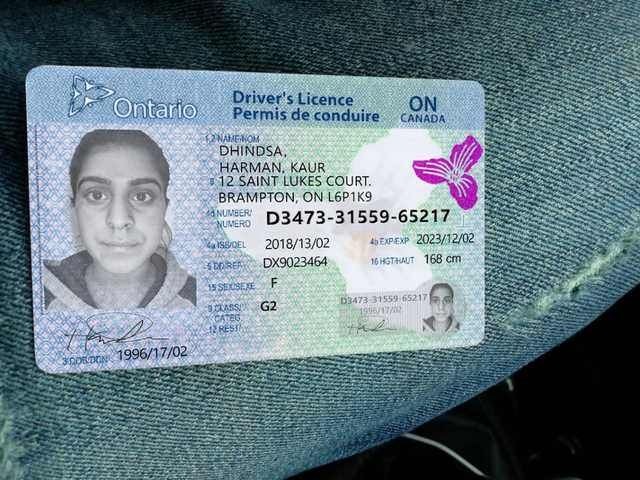 Ontario
Driver's Licence
Permis de conduire
ON
CANADA
1,2 NAME/NOM
DHINDSA,
HARMAN, KAUR
8 12 SAINT LUKES COURT.
BRAMPTON, ON L6P1K9
4d NUMBER/
NUMERO
D3473-31559-65217
4a ISS/DEL 2018/13/02
4b EXP/EXP 2023/12/02
5 DD/REF DX9023464
16 HGT/HAUT 168 cm
15 SEX/SEXE F
9 CLASS/
CATEG G2
12 REST/
3 DOB/DDN 1996/17/02
D3473-31559-65217
1996/17/02